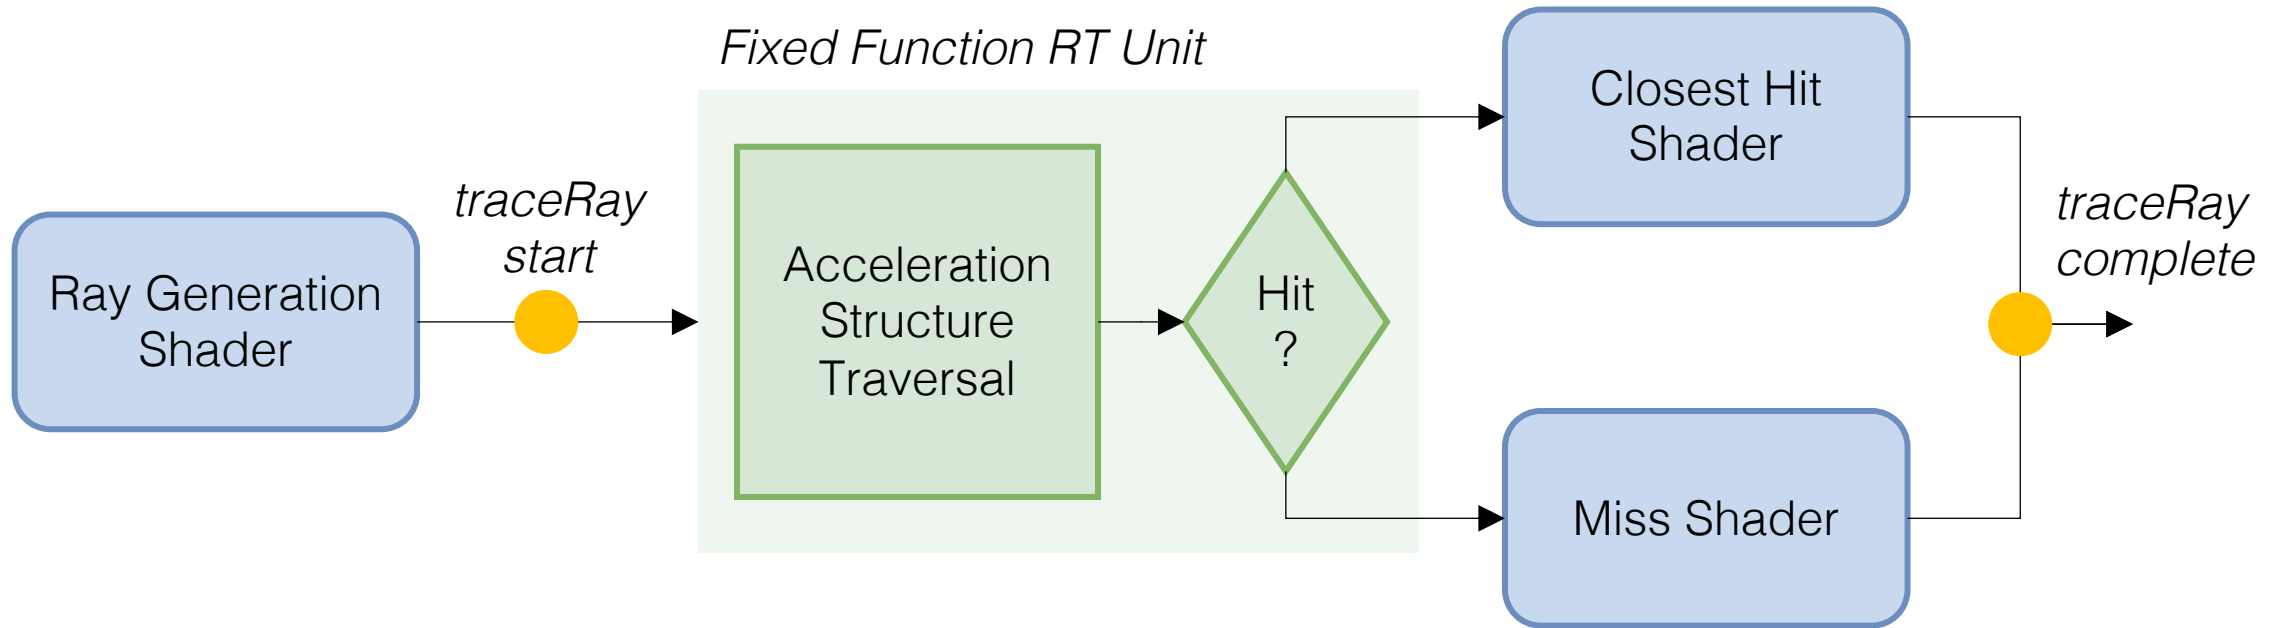 Fixed Function RT Unit
Ray Generation
Shader
traceRay
start
Acceleration
Structure
Traversal
Hit
?
Closest Hit
Shader
Miss Shader
traceRay
complete